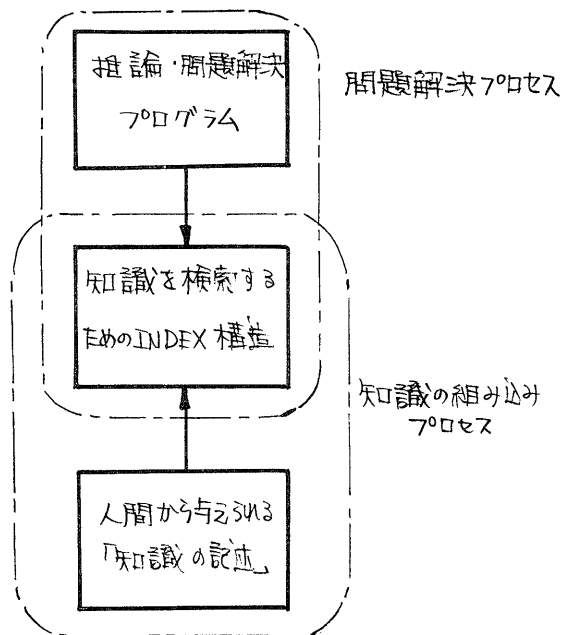 推論・問題解決
プログラム
問題解決プロセス
知識を検索する
ためのINDEX構造
知識の組み込み
プロセス
人間から与えられる
「知識の記述」